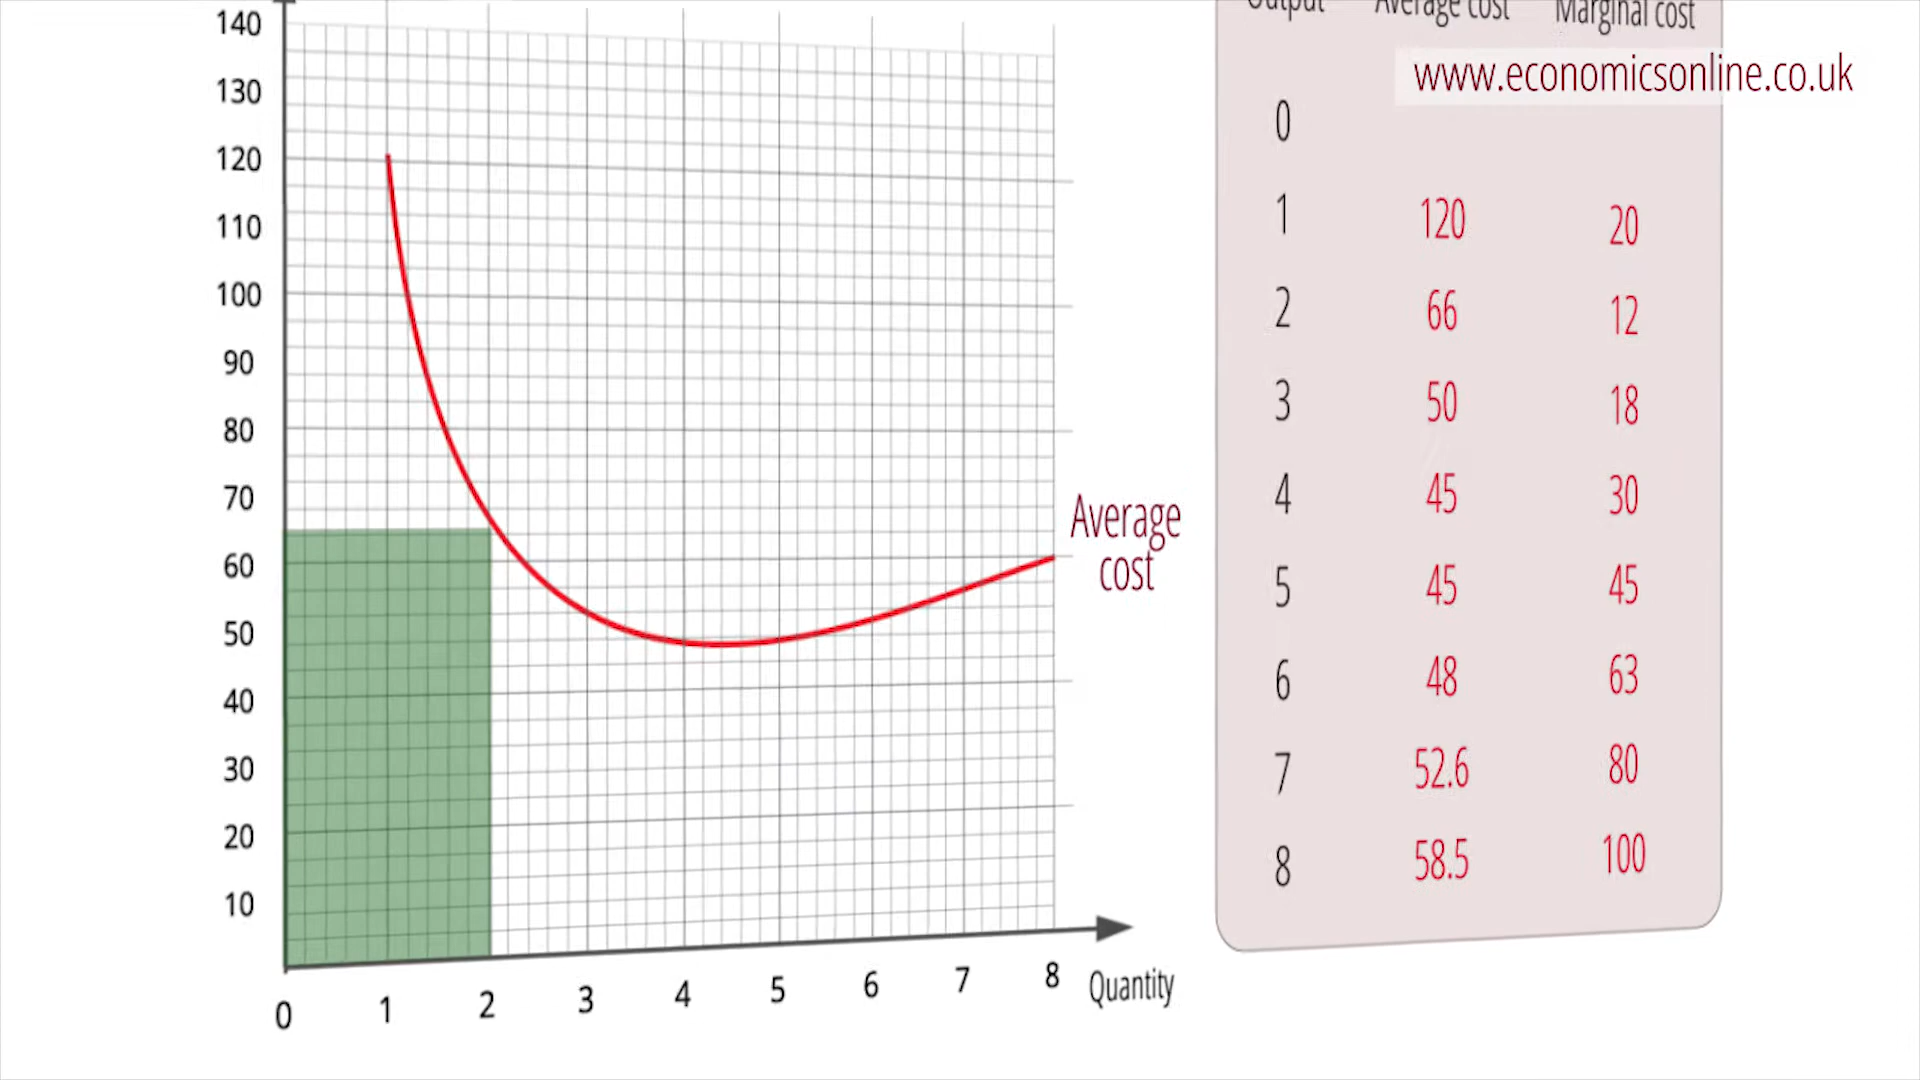 140
130
120
110
100
90
80
70
60
50
40
30
20
10
0 1 2 3 4 5 6 7 8 Quantity
Average
cost
Output Average cost Marginal cost
www.economicsonline.co.uk
0
1 120 20
2 66 12
3 50 18
4 45 30
5 45 45
6 48 63
7 52.6 80
8 58.5 100